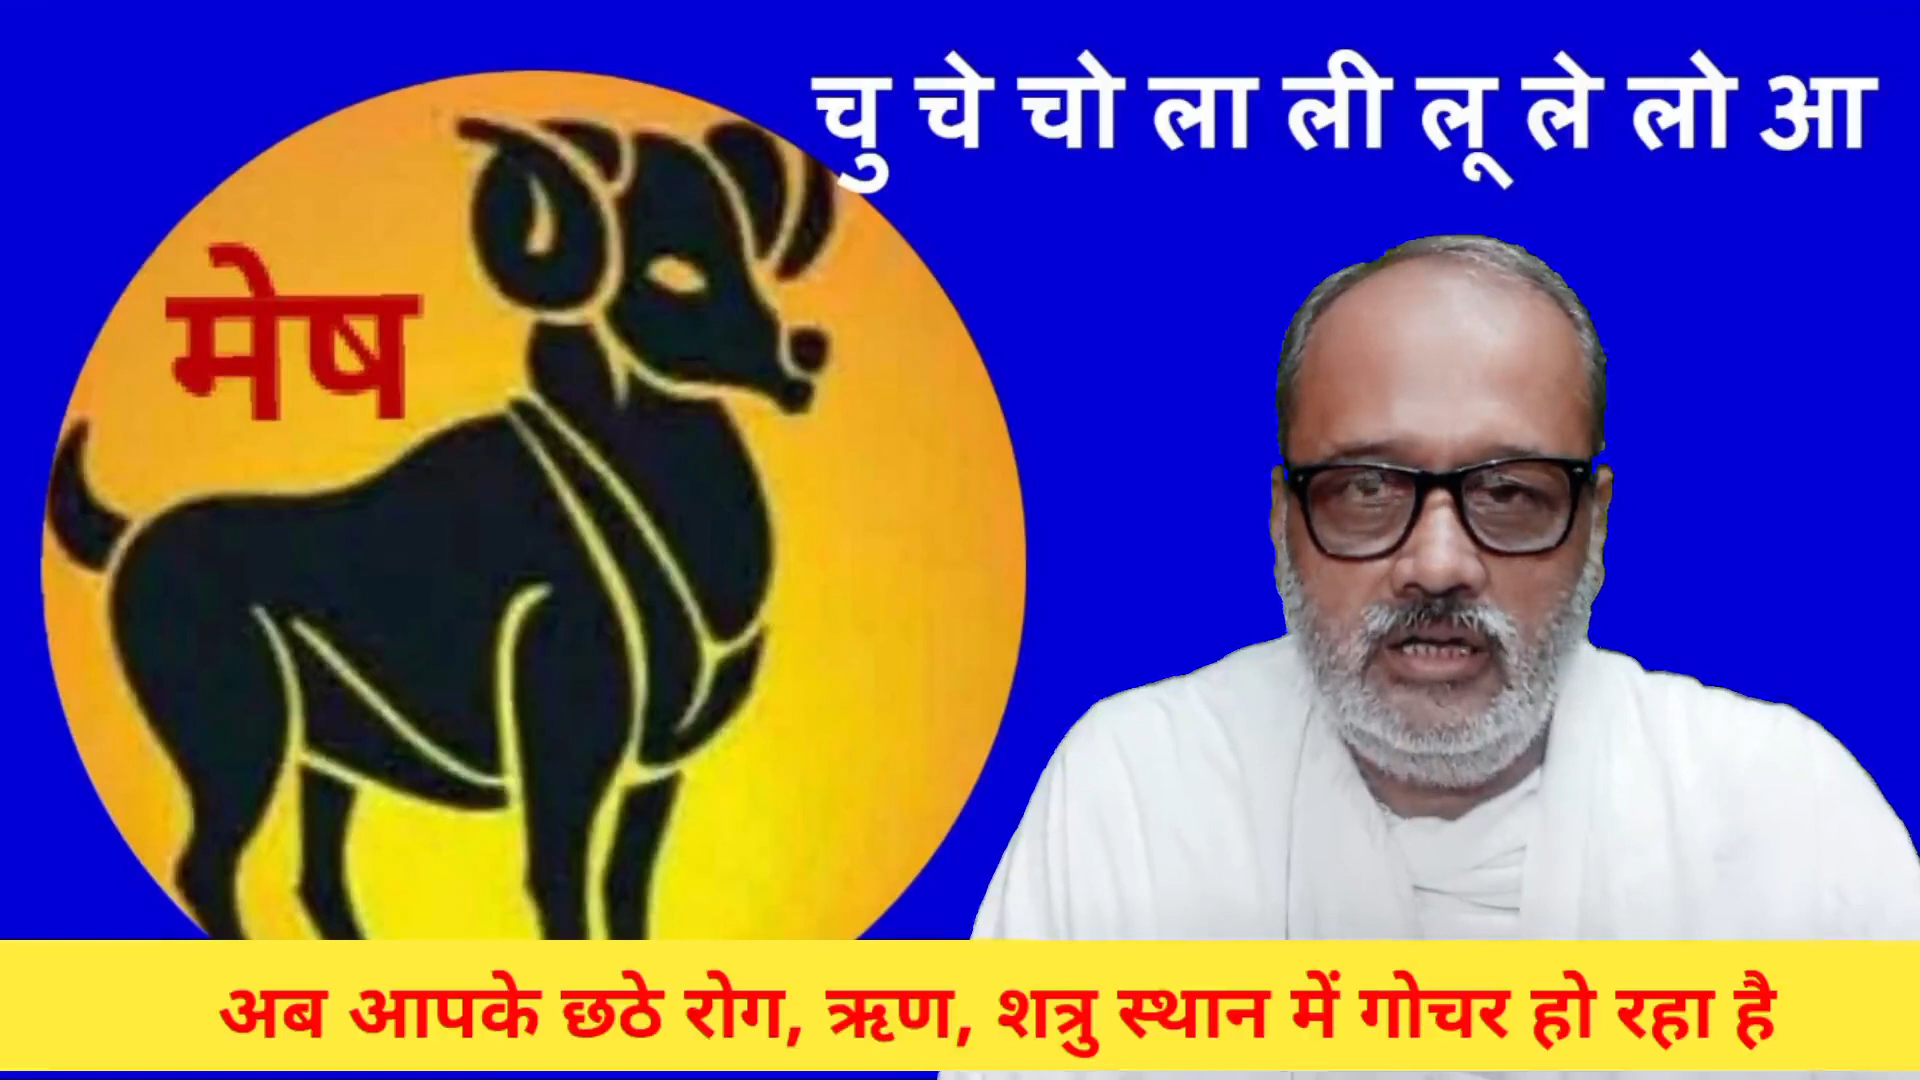 चु चे चो ला ली लू ले लो आ
मेष
अब आपके छठे रोग, ऋण, शत्रु स्थान में गोचर हो रहा है